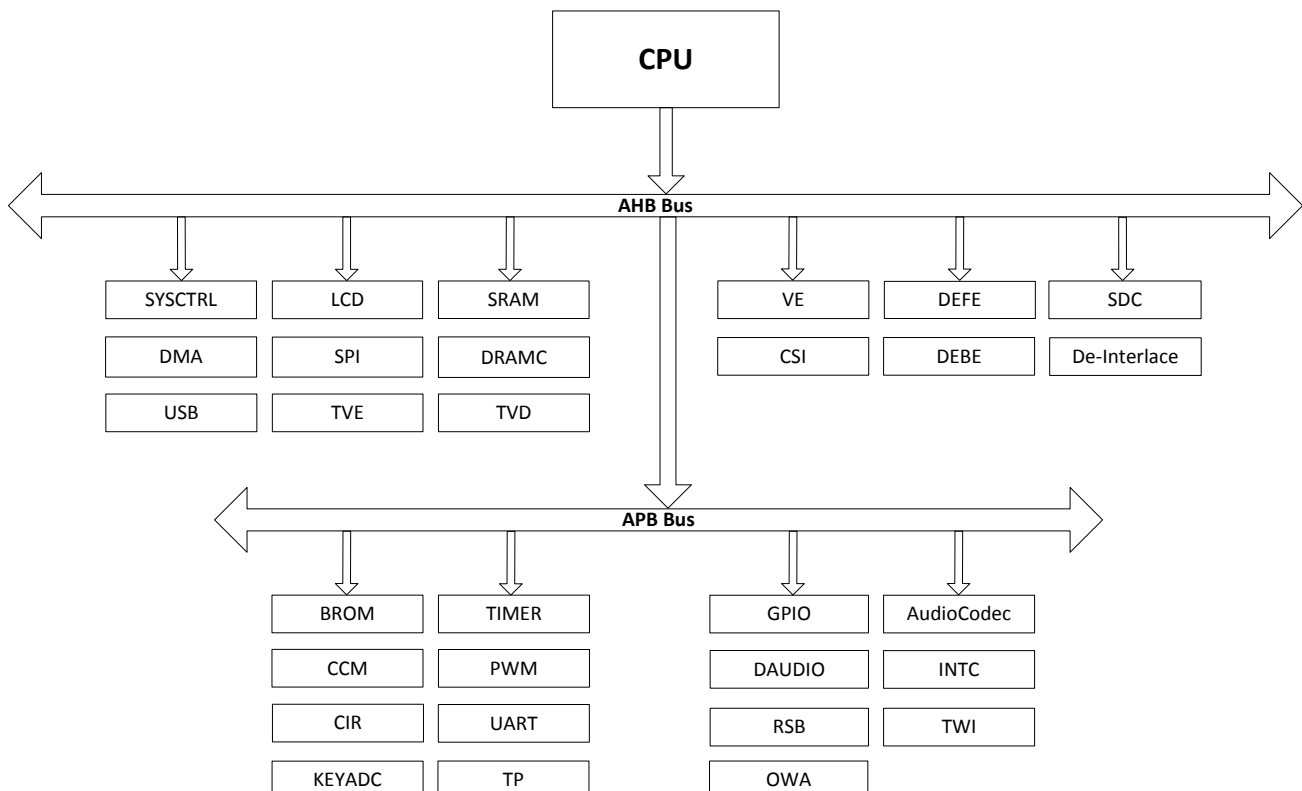 CPU
AHB Bus
SYSCTRL LCD SRAM VE DEFE SDC
DMA SPI DRAMC CSI DEBE De-Interlace
USB TVE TVD
APB Bus
BROM TIMER GPIO AudioCodec
CCM PWM DAUDIO INTC
CIR UART RSB TWI
KEYADC TP OWA